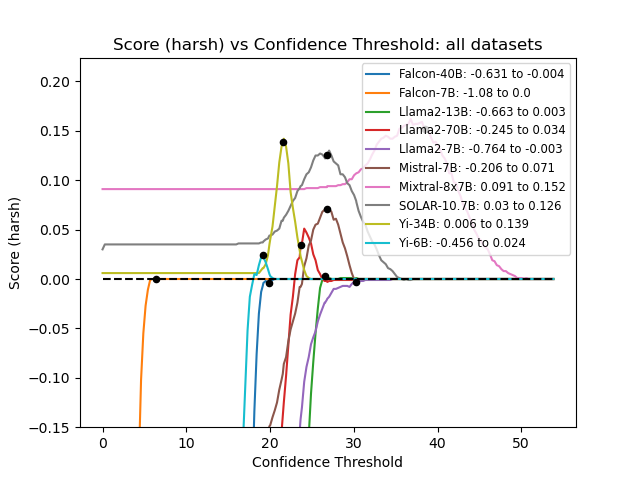 Score (harsh) vs Confidence Threshold: all datasets
Falcon-40B: -0.631 to -0.004
Falcon-7B: -1.08 to 0.0
Llama2-13B: -0.663 to 0.003
Llama2-70B: -0.245 to 0.034
Llama2-7B: -0.764 to -0.003
Mistral-7B: -0.206 to 0.071
Mixtral-8x7B: 0.091 to 0.152
SOLAR-10.7B: 0.03 to 0.126
Yi-34B: 0.006 to 0.139
Yi-6B: -0.456 to 0.024
Score (harsh)
0.20
0.15
0.10
0.05
0.00
−0.05
−0.10
−0.15
0 10 20 30 40 50
Confidence Threshold